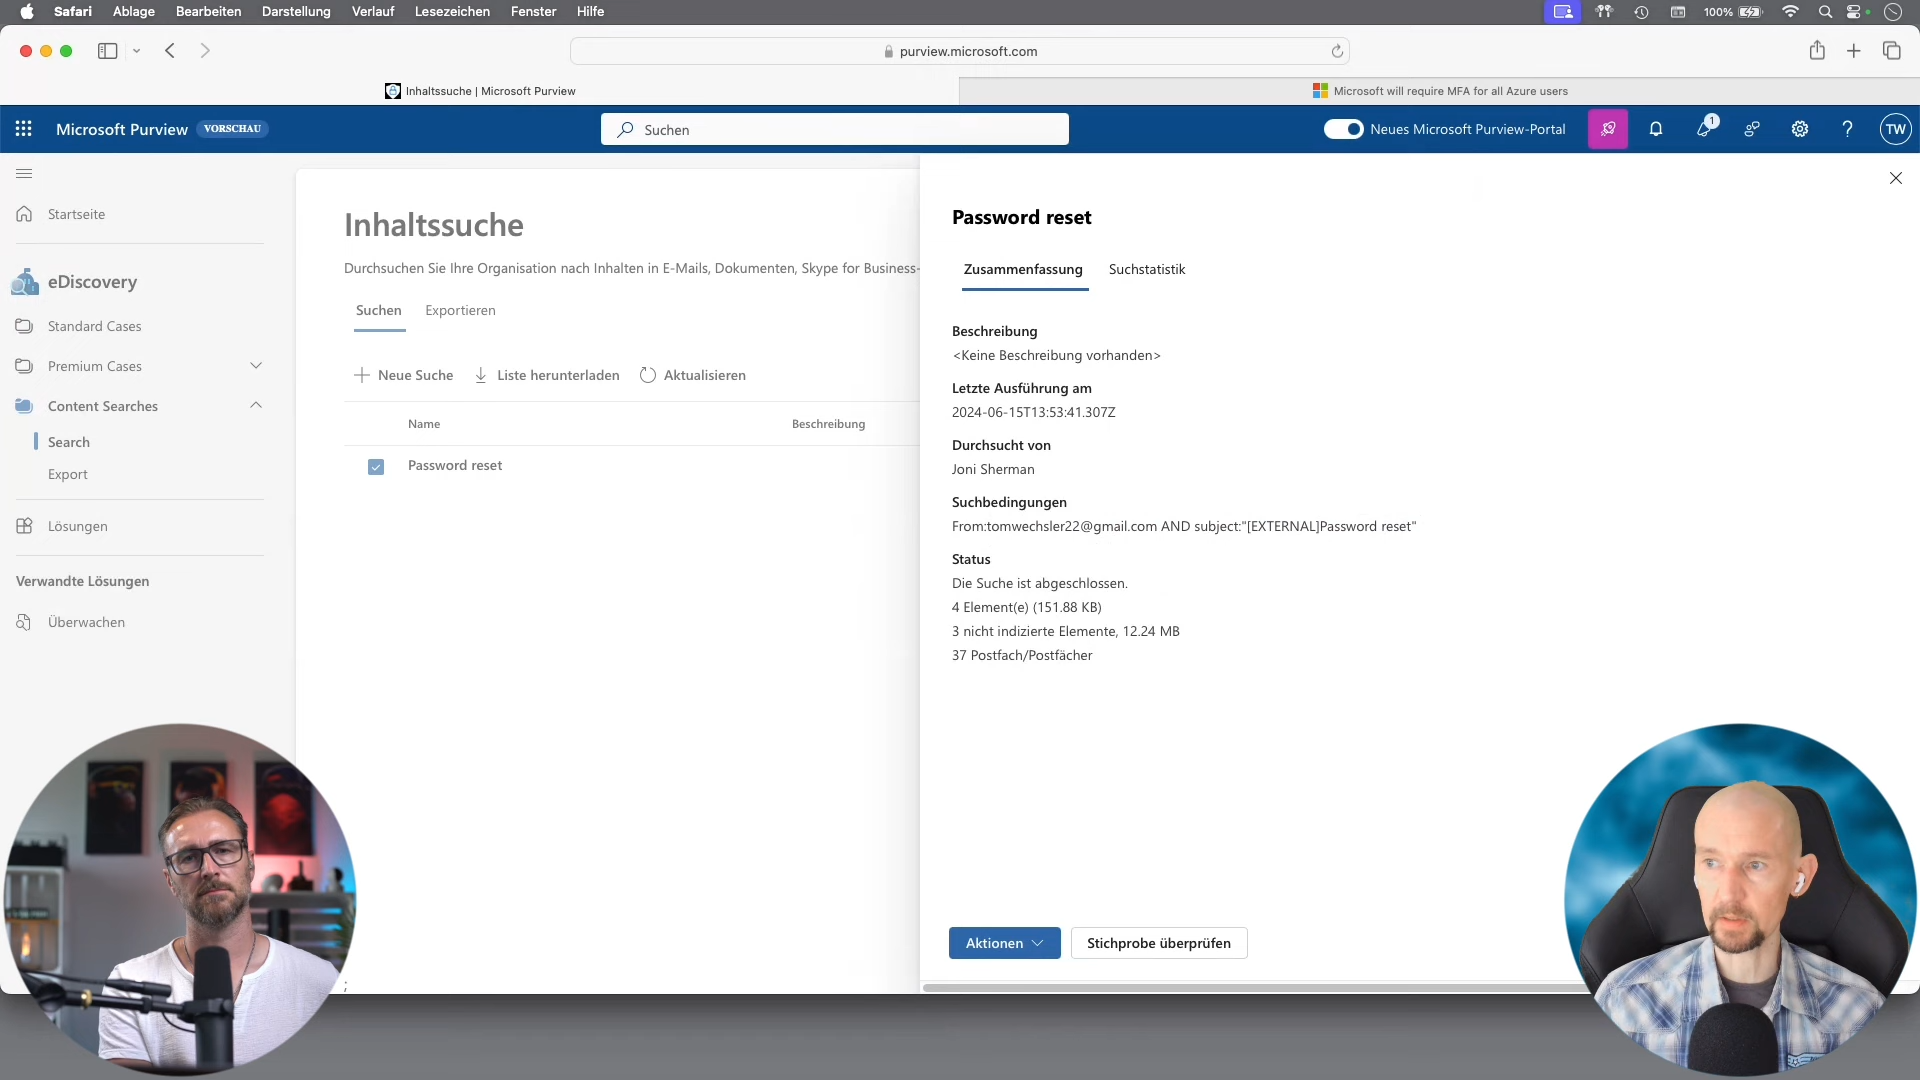 Safari Ablage Bearbeiten Darstellung Verlauf Lesezeichen Fenster Hilfe 100%
purview.microsoft.com
Inhaltssuche | Microsoft Purview
Microsoft will require MFA for all Azure users
Microsoft Purview VORSCHAU
Suchen
Neues Microsoft Purview-Portal
1
TW
Startseite
eDiscovery
Standard Cases
Premium Cases
Content Searches
Search
Export
Lösungen
Verwandte Lösungen
Überwachen
Inhaltssuche
Durchsuchen Sie Ihre Organisation nach Inhalten in E-Mails, Dokumenten, Skype for Business-
Suchen Exportieren
Neue Suche Liste herunterladen Aktualisieren
Name Beschreibung
Password reset
;
Password reset
Zusammenfassung Suchstatistik
Beschreibung
<Keine Beschreibung vorhanden>
Letzte Ausführung am
2024-06-15T13:53:41.307Z
Durchsucht von
Joni Sherman
Suchbedingungen
From:tomwechsler22@gmail.com AND subject:"[EXTERNAL]Password reset"
Status
Die Suche ist abgeschlossen.
4 Element(e) (151.88 KB)
3 nicht indizierte Elemente, 12.24 MB
37 Postfach/Postfächer
Aktionen Stichprobe überprüfen